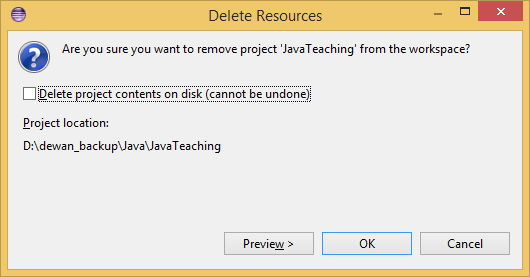 Delete Resources
Are you sure you want to remove project 'JavaTeaching' from the workspace?
Delete project contents on disk (cannot be undone)
Project location:
D:\dewan_backup\Java\JavaTeaching
Preview >
OK
Cancel